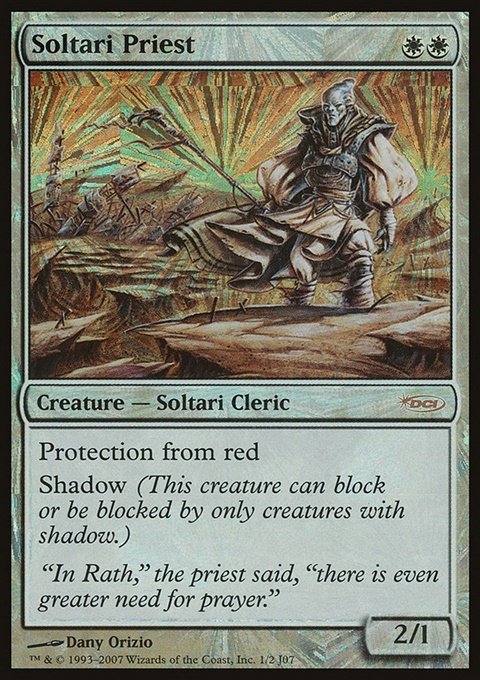 Soltari Priest
Creature — Soltari Cleric
DCI
Protection from red
Shadow (This creature can block
or be blocked by only creatures with
shadow.)
“In Rath,” the priest said, “there is even
greater need for prayer.”
Dany Orizio
2/1
™ & © 1993–2007 Wizards of the Coast, Inc. 1/2 J07